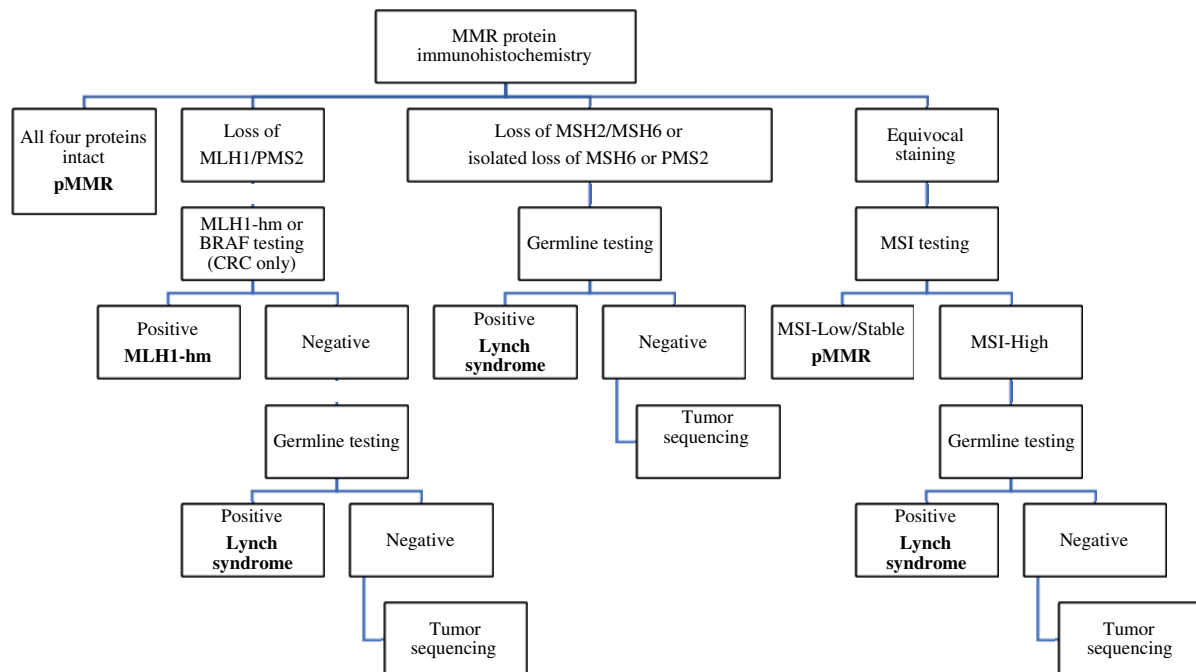 MMR protein
immunohistochemistry
All four proteins
intact
pMMR
Loss of
MLH1/PMS2
Loss of MSH2/MSH6 or
isolated loss of MSH6 or PMS2
Equivocal
staining
MLH1-hm or
BRAF testing
(CRC only)
Germline testing
MSI testing
Positive
MLH1-hm
Negative
Positive
Lynch
syndrome
Negative
MSI-Low/Stable
pMMR
MSI-High
Germline testing
Tumor
sequencing
Germline testing
Positive
Lynch
syndrome
Negative
Positive
Lynch
syndrome
Negative
Tumor
sequencing
Tumor
sequencing